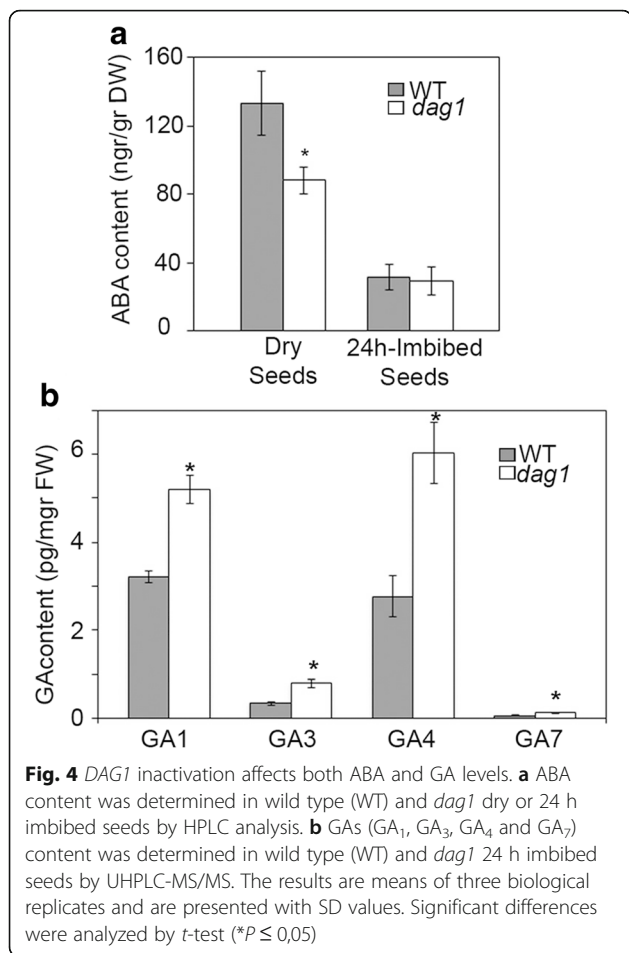 a
160
120
80
40
0
ABA content (ngr/gr DW)
WT
dag1
*
Dry
Seeds
24h-Imbibed
Seeds
b
6
4
2
0
GAcontent (pg/mgr FW)
WT
dag1
*
*
*
*
GA1
GA3
GA4
GA7
Fig. 4 DAG1 inactivation affects both ABA and GA levels. a ABA
content was determined in wild type (WT) and dag1 dry or 24 h
imbibed seeds by HPLC analysis. b GAs (GA₁, GA₃, GA₄ and GA₇)
content was determined in wild type (WT) and dag1 24 h imbibed
seeds by UHPLC-MS/MS. The results are means of three biological
replicates and are presented with SD values. Significant differences
were analyzed by t-test (*P ≤ 0,05)